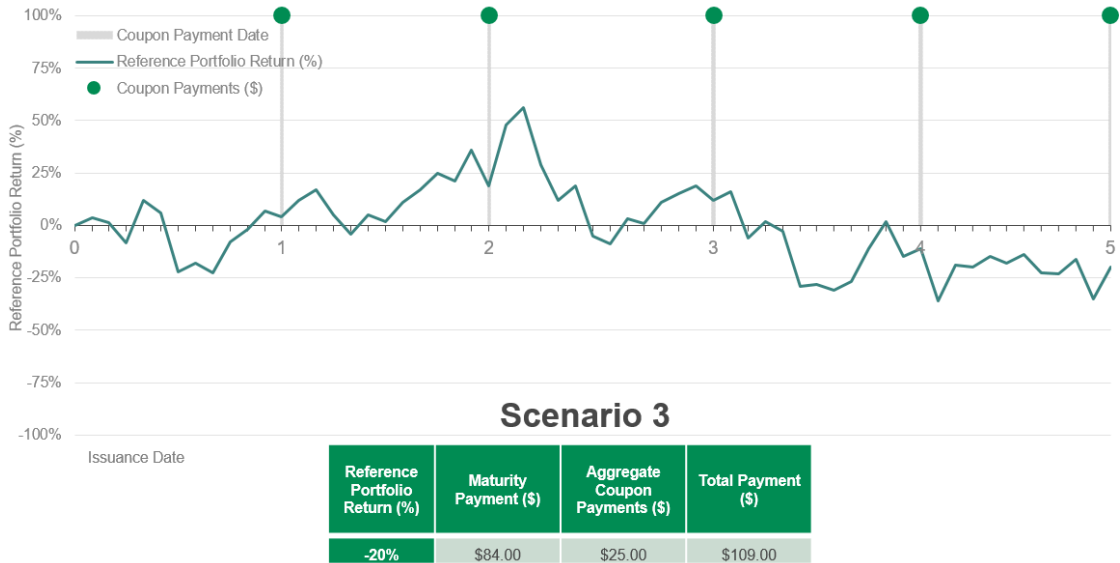 100%
Coupon Payment Date
Reference Portfolio Return (%)
Coupon Payments ($)
75%
50%
25%
0%
-25%
-50%
-75%
-100%
Reference Portfolio Return (%)
0 1 2 3 4 5
Issuance Date
Scenario 3
Reference Portfolio Return (%) Maturity Payment ($) Aggregate Coupon Payments ($) Total Payment ($)
-20% $84.00 $25.00 $109.00